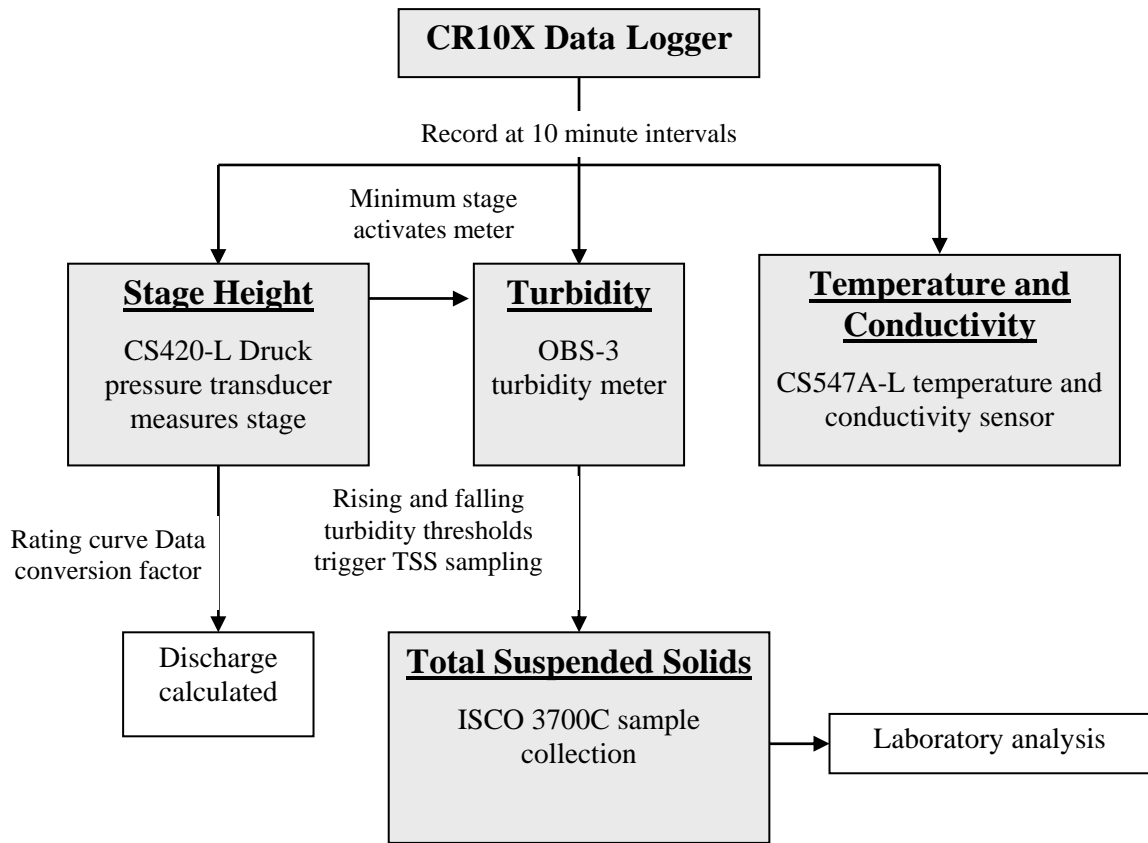 CR10X Data Logger
Record at 10 minute intervals
Minimum stage
activates meter
Stage Height
CS420-L Druck
pressure transducer
measures stage
Turbidity
OBS-3
turbidity meter
Temperature and
Conductivity
CS547A-L temperature and
conductivity sensor
Rating curve Data
conversion factor
Rising and falling
turbidity thresholds
trigger TSS sampling
Discharge
calculated
Total Suspended Solids
ISCO 3700C sample
collection
Laboratory analysis